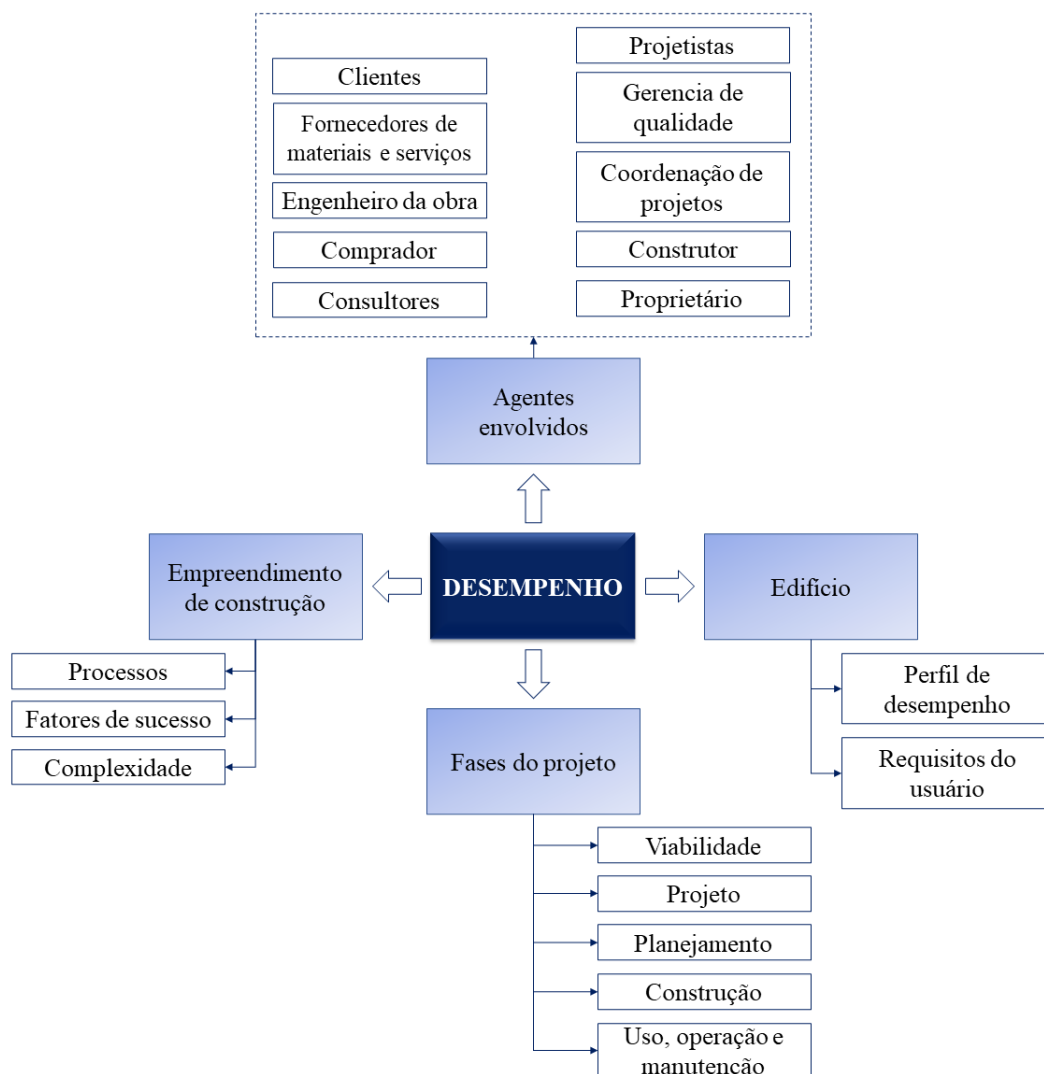 Clientes
Fornecedores de
materiais e serviços
Engenheiro da obra
Comprador
Consultores
Projetistas
Gerencia de
qualidade
Coordenação de
projetos
Construtor
Proprietário
Agentes
envolvidos
Empreendimento
de construção
DESEMPENHO
Edifício
Processos
Fatores de sucesso
Complexidade
Fases do projeto
Perfil de
desempenho
Requisitos do
usuário
Viabilidade
Projeto
Planejamento
Construção
Uso, operação e
manutenção